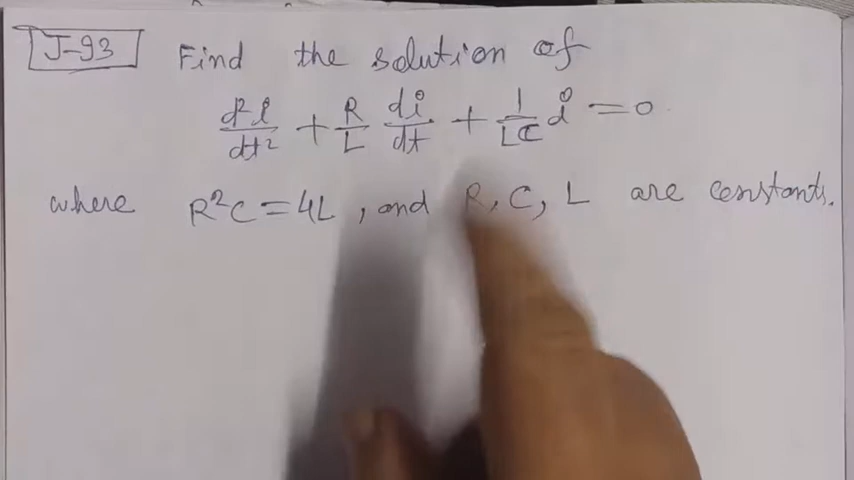 J-93 Find the solution of
d²i/dt² + R/L di/dt + 1/LC i = 0
where R²C = 4L, and R, C, L are constants.